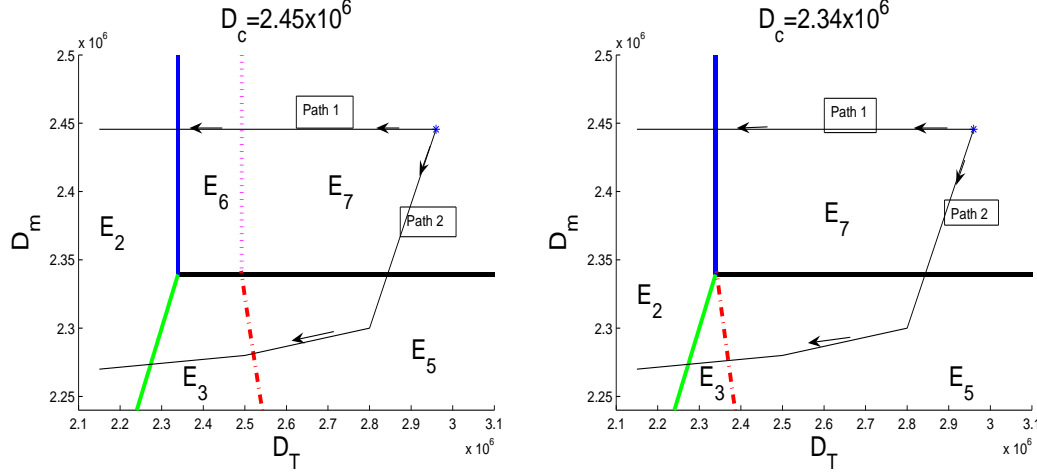 D_c=2.45x10^6
x 10^6
2.5
2.45
2.4
2.35
2.3
2.25
D_m
Path 1
E_6
E_7
E_2
Path 2
E_5
E_3
2.1 2.2 2.3 2.4 2.5 2.6 2.7 2.8 2.9 3 3.1
D_T
x 10^6
D_c=2.34x10^6
x 10^6
2.5
2.45
2.4
2.35
2.3
2.25
D_m
Path 1
E_7
Path 2
E_2
E_3
E_5
2.1 2.2 2.3 2.4 2.5 2.6 2.7 2.8 2.9 3 3.1
D_T
x 10^6